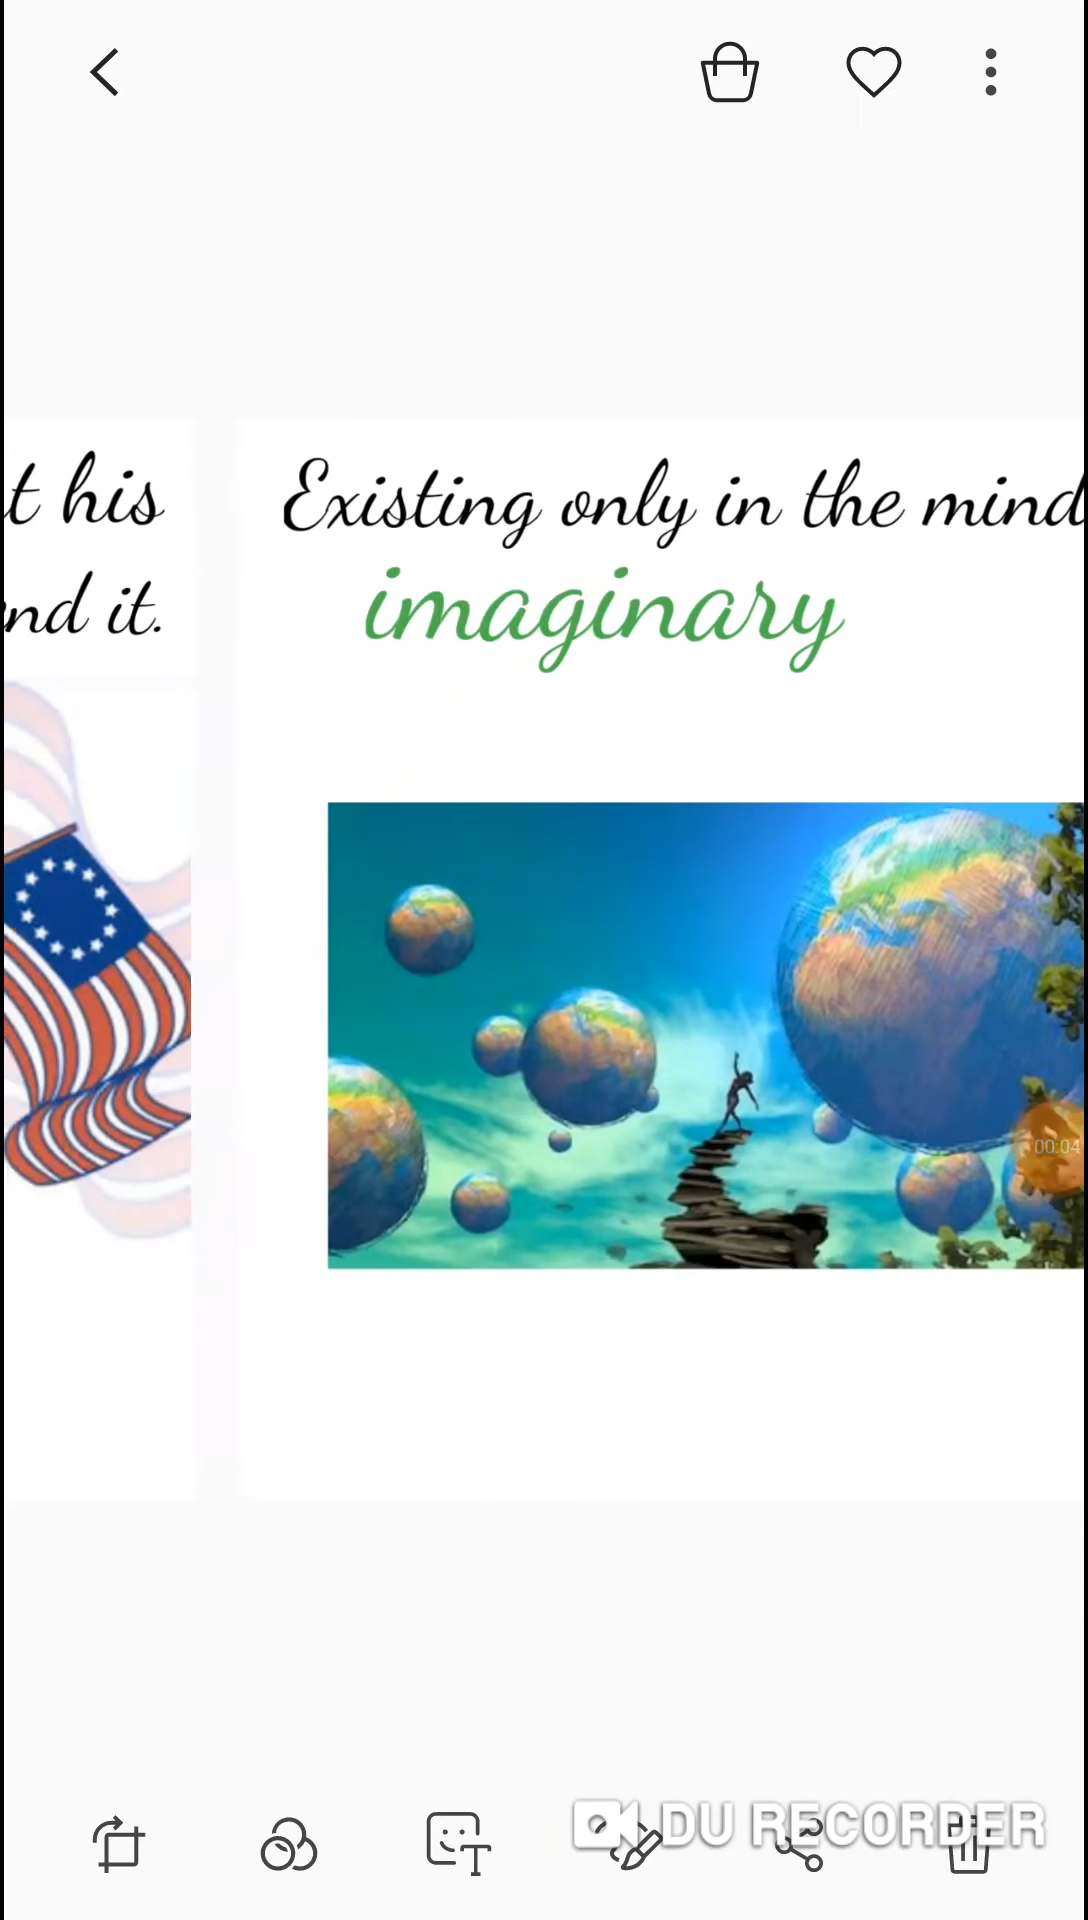 t his
nd it.
Existing only in the mind
imaginary
00:04
DU RECORDER